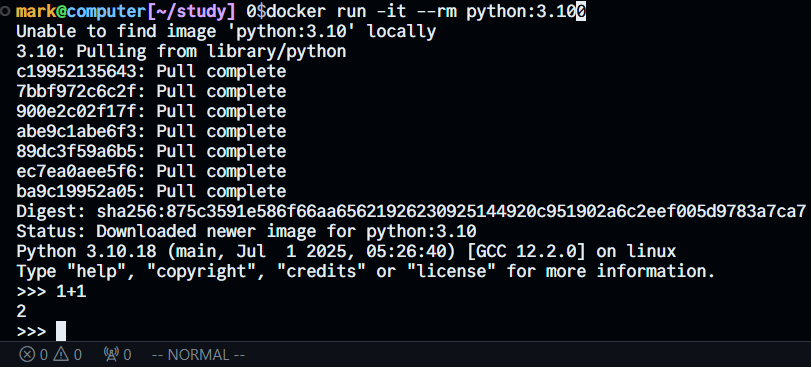 mark@computer[~/study] 0$docker run -it --rm python:3.100
Unable to find image 'python:3.10' locally
3.10: Pulling from library/python
c19952135643: Pull complete
7bbf972c6c2f: Pull complete
900e2c02f17f: Pull complete
abe9c1abe6f3: Pull complete
89dc3f59a6b5: Pull complete
ec7ea0aee5f6: Pull complete
ba9c19952a05: Pull complete
Digest: sha256:875c3591e586f66aa65621926230925144920c951902a6c2eef005d9783a7ca7
Status: Downloaded newer image for python:3.10
Python 3.10.18 (main, Jul  1 2025, 05:26:40) [GCC 12.2.0] on linux
Type "help", "copyright", "credits" or "license" for more information.
>>> 1+1
2
>>>
0 0 0 -- NORMAL --